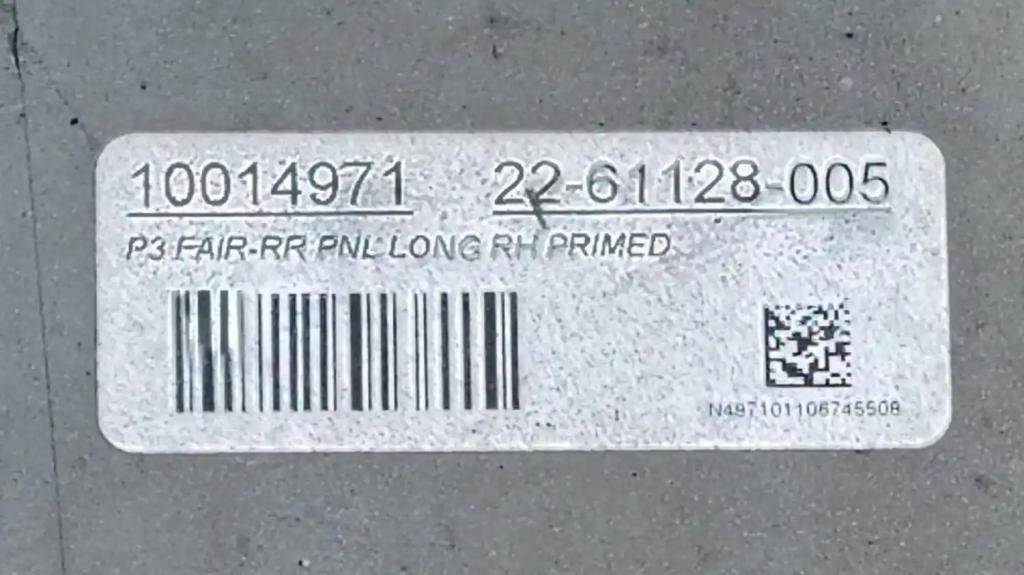 10014971 22-61128-005
P3 FAIR-RR PNL LONG RH PRIMED
N497101106745508